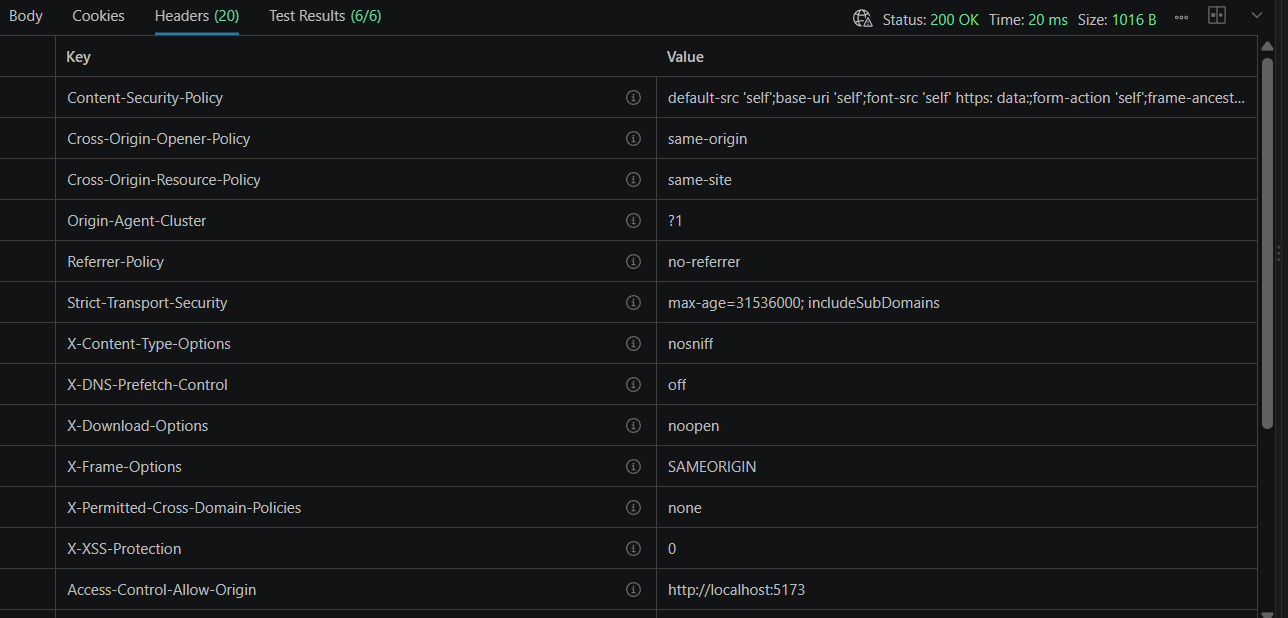 Body Cookies Headers (20) Test Results (6/6) Status: 200 OK Time: 20 ms Size: 1016 B
Key Value
Content-Security-Policy default-src 'self';base-uri 'self';font-src 'self' https: data:;form-action 'self';frame-ancest...
Cross-Origin-Opener-Policy same-origin
Cross-Origin-Resource-Policy same-site
Origin-Agent-Cluster ?1
Referrer-Policy no-referrer
Strict-Transport-Security max-age=31536000; includeSubDomains
X-Content-Type-Options nosniff
X-DNS-Prefetch-Control off
X-Download-Options noopen
X-Frame-Options SAMEORIGIN
X-Permitted-Cross-Domain-Policies none
X-XSS-Protection 0
Access-Control-Allow-Origin http://localhost:5173